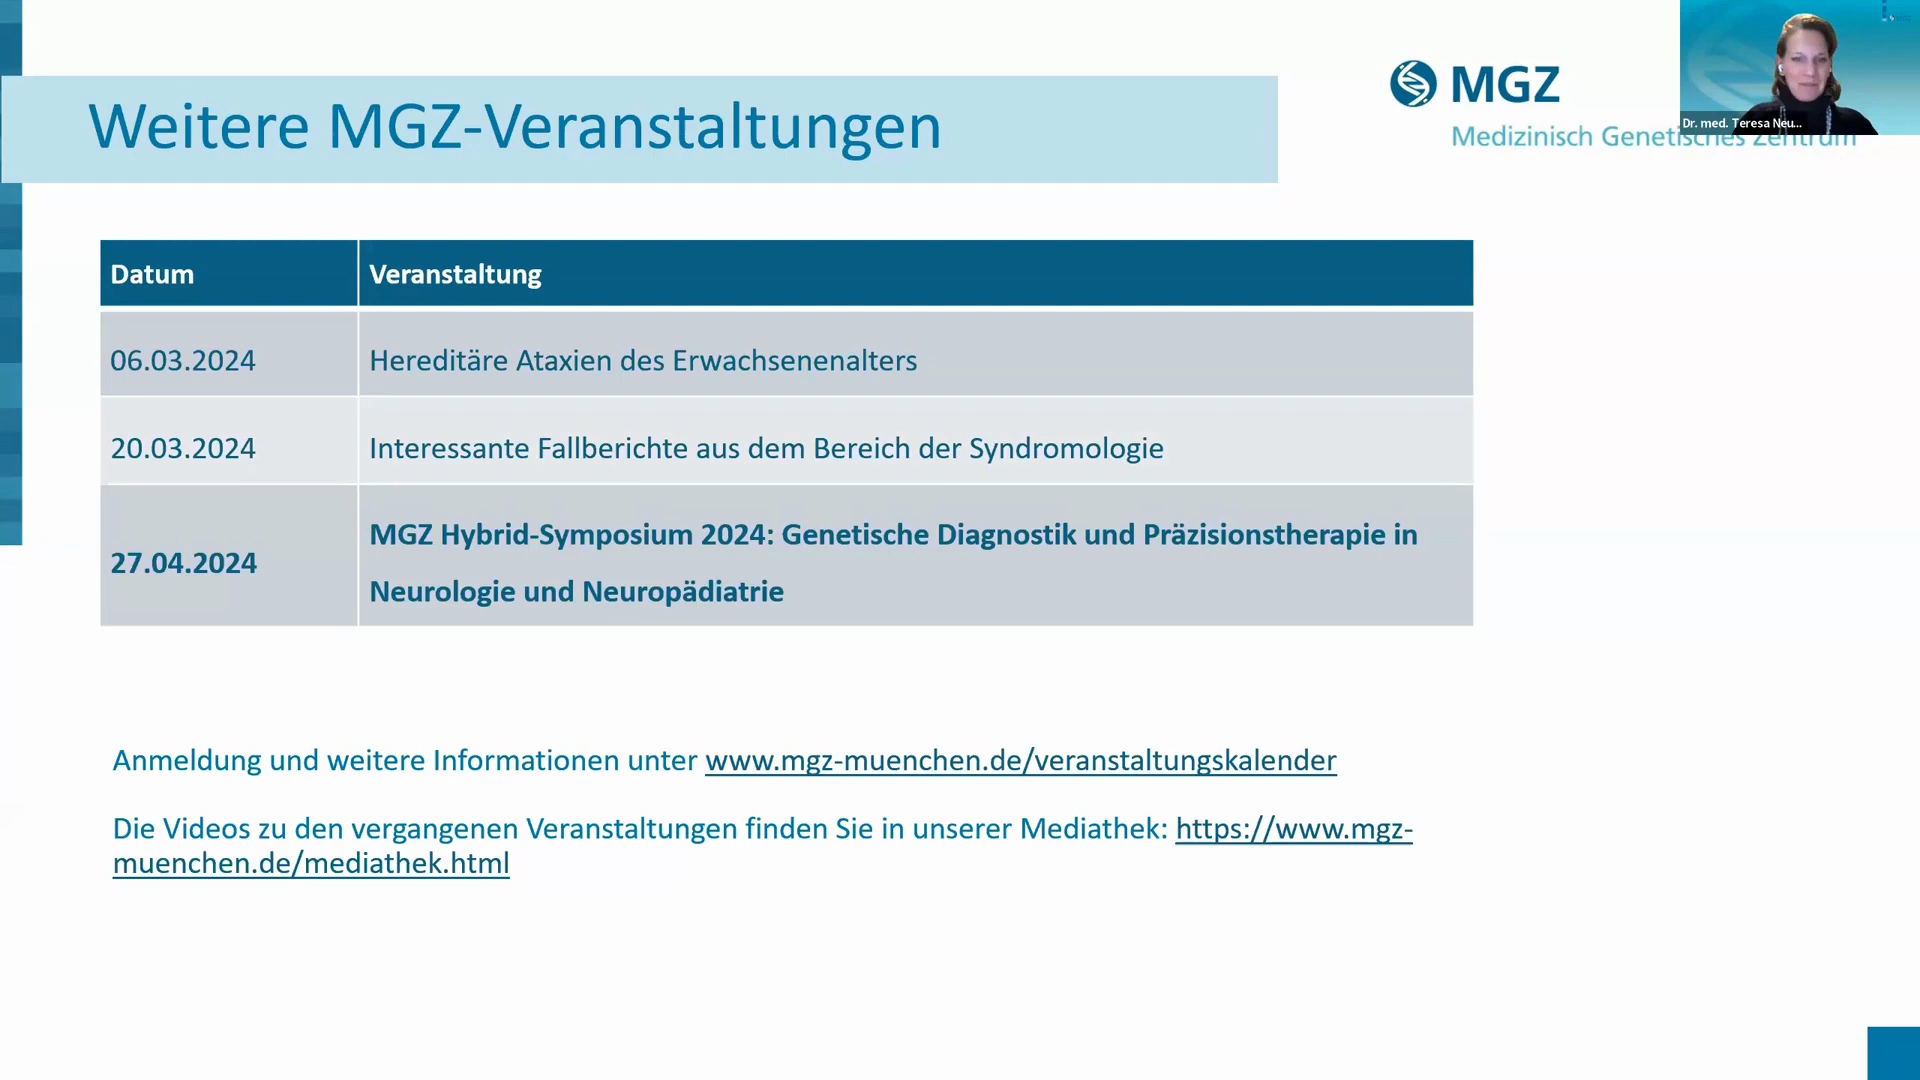 Weitere MGZ-Veranstaltungen
MGZ
Medizinisch Genetisches Zentrum
Dr. med. Teresa Neu...
Datum Veranstaltung
06.03.2024 Hereditäre Ataxien des Erwachsenenalters
20.03.2024 Interessante Fallberichte aus dem Bereich der Syndromologie
27.04.2024 MGZ Hybrid-Symposium 2024: Genetische Diagnostik und Präzisionstherapie in
Neurologie und Neuropädiatrie
Anmeldung und weitere Informationen unter www.mgz-muenchen.de/veranstaltungskalender
Die Videos zu den vergangenen Veranstaltungen finden Sie in unserer Mediathek: https://www.mgz-
muenchen.de/mediathek.html